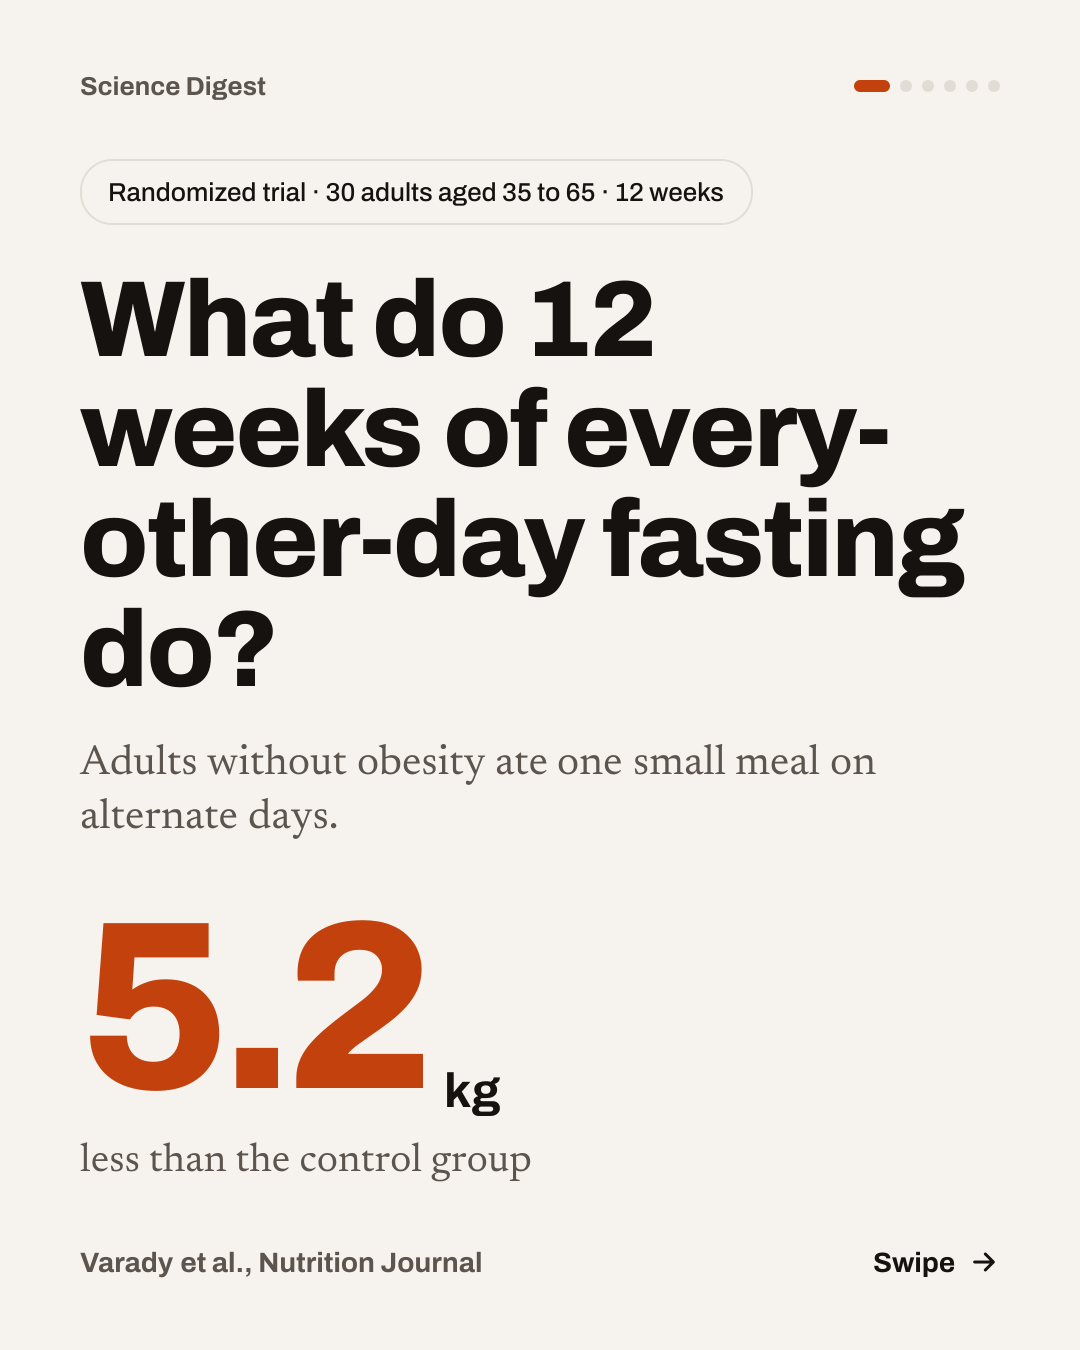 Science Digest
Randomized trial · 30 adults aged 35 to 65 · 12 weeks
What do 12
weeks of every-
other-day fasting
do?
Adults without obesity ate one small meal on
alternate days.
5.2 kg
less than the control group
Varady et al., Nutrition Journal
Swipe →